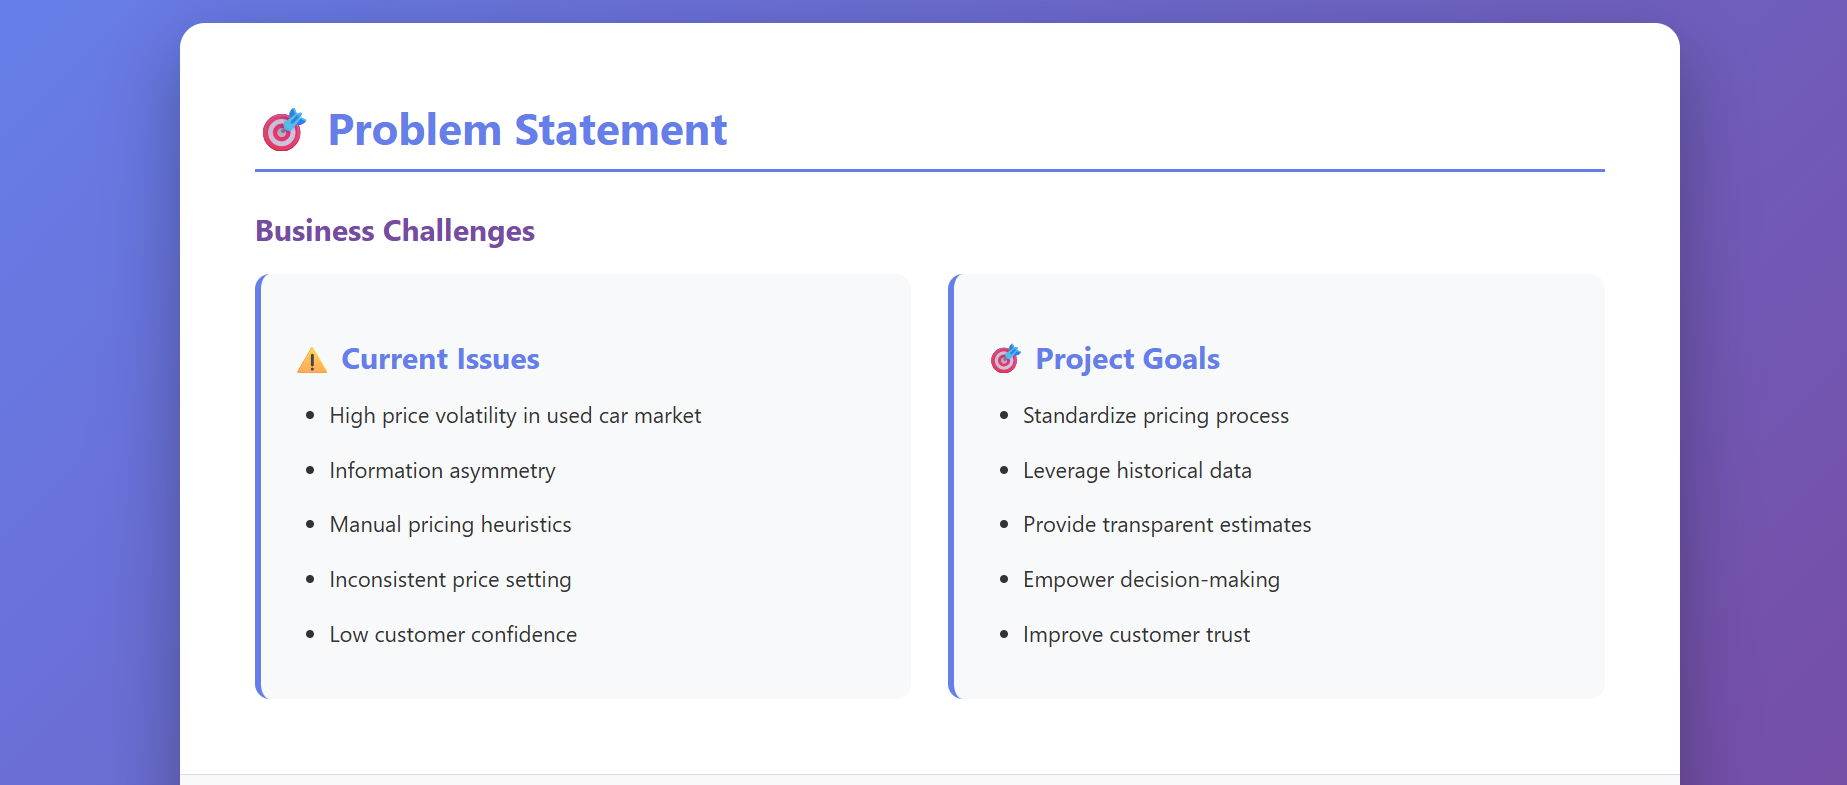 Problem Statement
Business Challenges
Current Issues
High price volatility in used car market
Information asymmetry
Manual pricing heuristics
Inconsistent price setting
Low customer confidence
Project Goals
Standardize pricing process
Leverage historical data
Provide transparent estimates
Empower decision-making
Improve customer trust